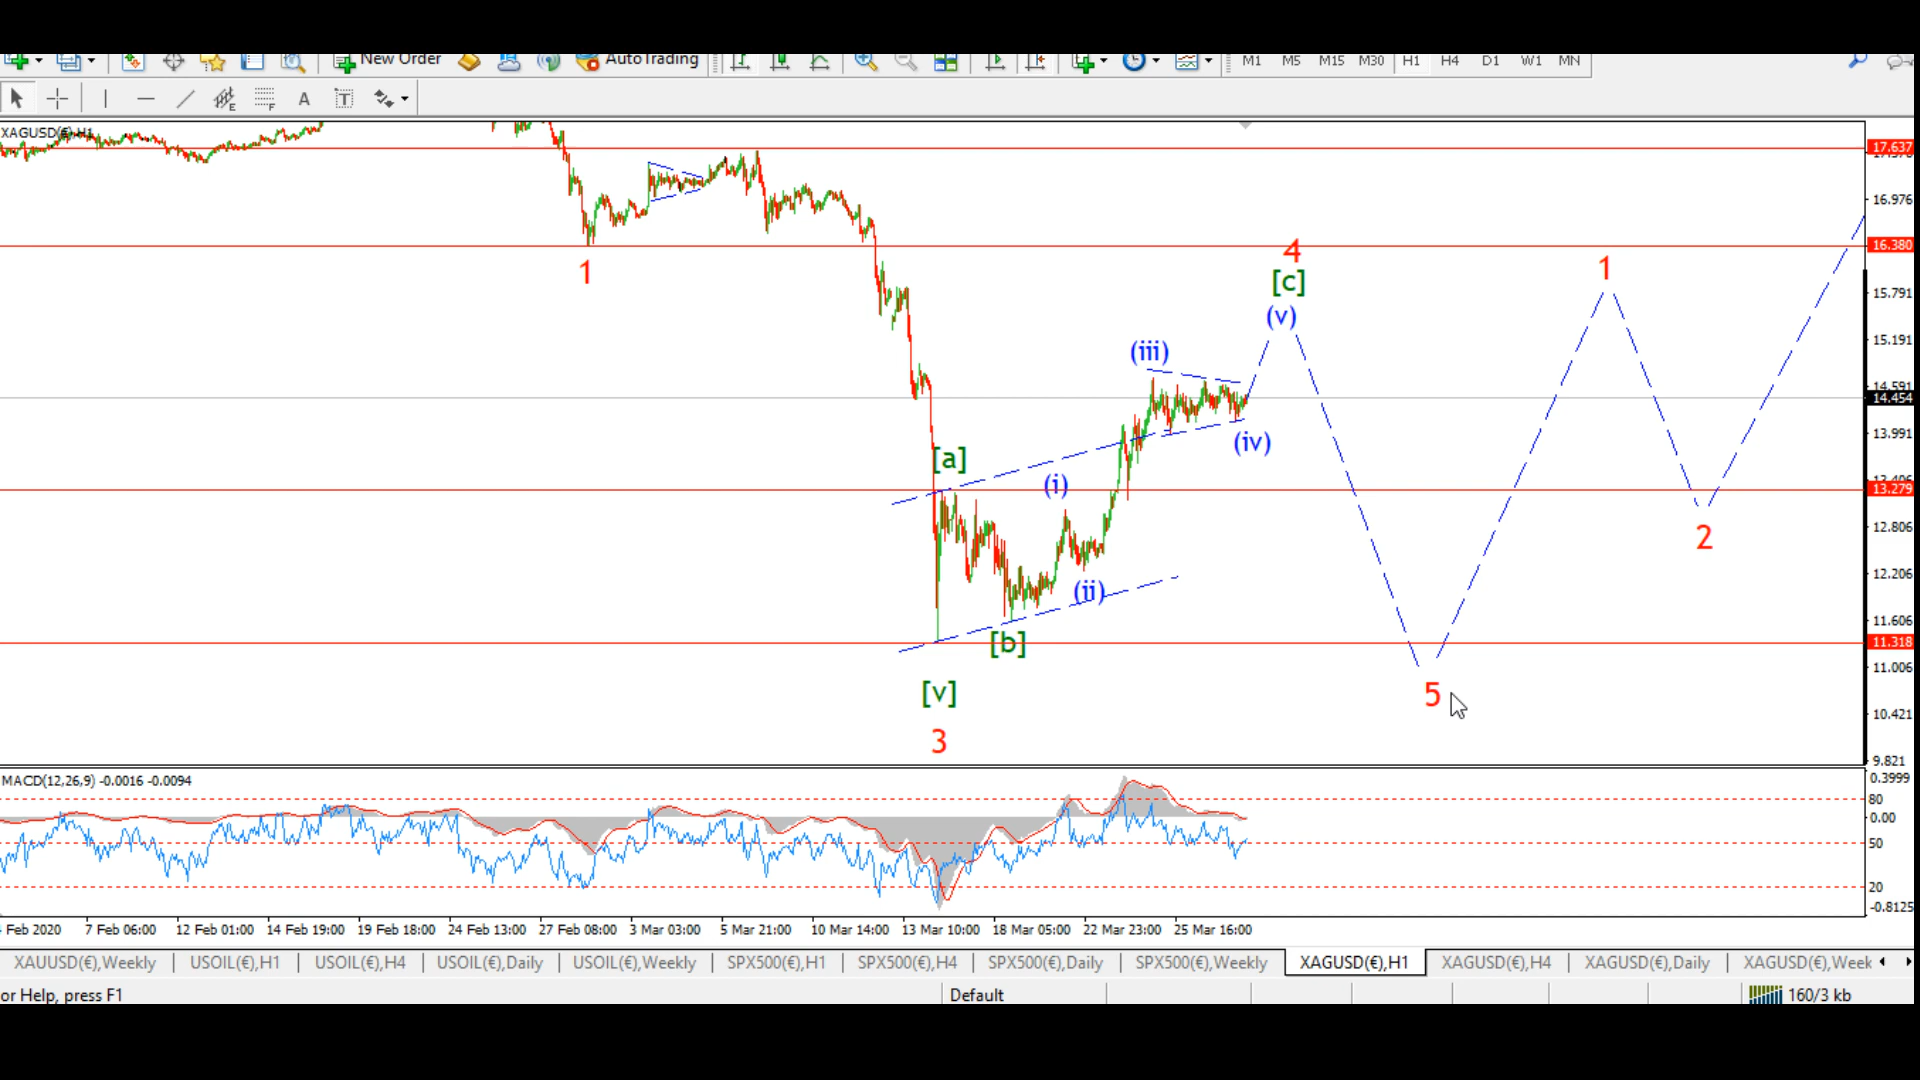 New Order AutoTrading M1 M5 M15 M30 H1 H4 D1 W1 MN
E F A T
XAGUSD(€),H1
17.637
16.976
4
16.380
1
1
[c]
15.791
(v)
15.191
(iii)
14.591
14.454
13.991
(iv)
[a]
(i)
13.279
12.806
2
12.206
(ii)
11.606
[b]
11.318
11.006
[v]
5
10.421
3
9.821
MACD(12,26,9) -0.0016 -0.0094
0.3999
80
0.00
50
20
-0.8125
Feb 2020 7 Feb 06:00 12 Feb 01:00 14 Feb 19:00 19 Feb 18:00 24 Feb 13:00 27 Feb 08:00 3 Mar 03:00 5 Mar 21:00 10 Mar 14:00 13 Mar 10:00 18 Mar 05:00 22 Mar 23:00 25 Mar 16:00
XAUUSD(€),Weekly USOIL(€),H1 USOIL(€),H4 USOIL(€),Daily USOIL(€),Weekly SPX500(€),H1 SPX500(€),H4 SPX500(€),Daily SPX500(€),Weekly XAGUSD(€),H1 XAGUSD(€),H4 XAGUSD(€),Daily XAGUSD(€),Week
or Help, press F1 Default 160/3 kb